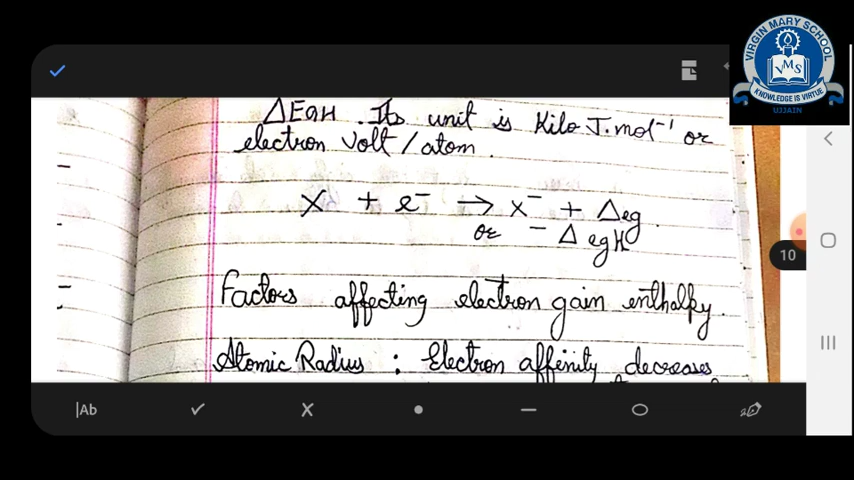 VIRGIN MARY SCHOOL
VMS
KNOWLEDGE IS VIRTUE
UJJAIN
ΔEGH . Its unit is Kilo J.mol⁻¹ or
electron Volt / atom .
X + e⁻ → x⁻ + Δeg
or - Δ egH
10
Factors affecting electron gain enthalpy.
Atomic Radius : Electron affinity decreases
|Ab